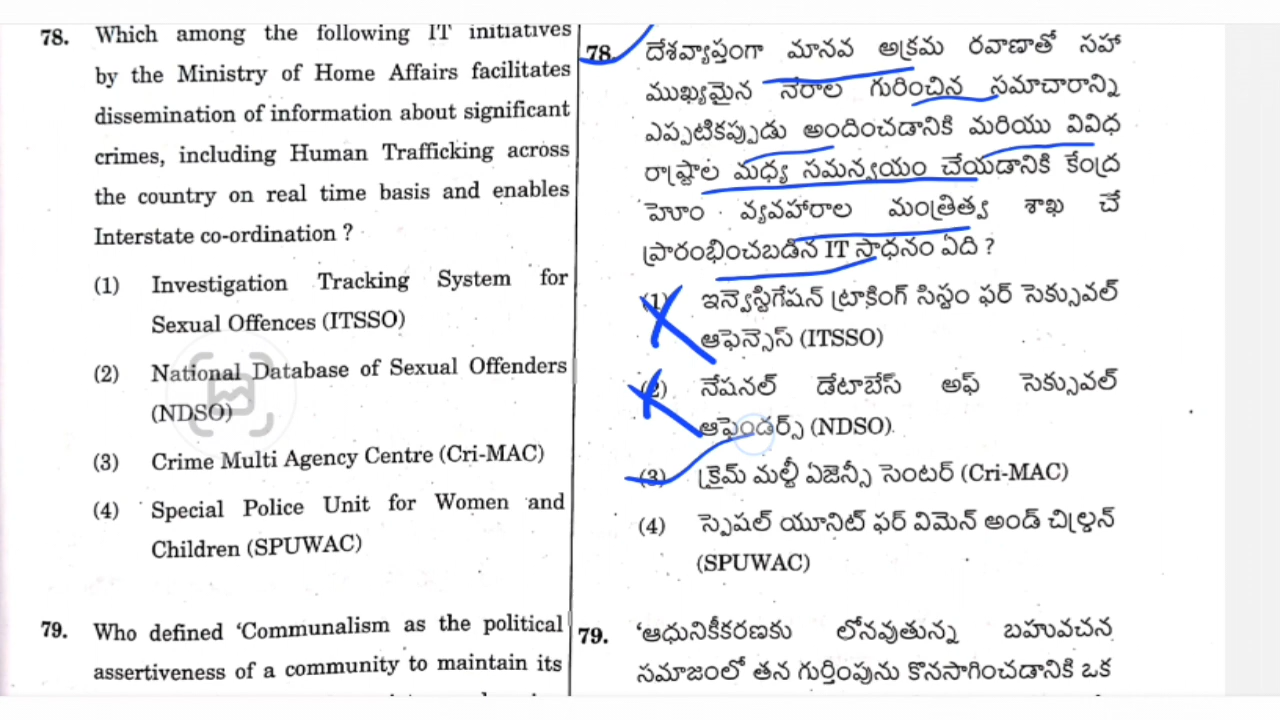 78. Which among the following IT initiatives
by the Ministry of Home Affairs facilitates
dissemination of information about significant
crimes, including Human Trafficking across
the country on real time basis and enables
Interstate co-ordination ?
(1) Investigation Tracking System for
Sexual Offences (ITSSO)
(2) National Database of Sexual Offenders
(NDSO)
(3) Crime Multi Agency Centre (Cri-MAC)
(4) Special Police Unit for Women and
Children (SPUWAC)
79. Who defined ‘Communalism as the political
assertiveness of a community to maintain its
78. దేశవ్యాప్తంగా మానవ అక్రమ రవాణాతో సహా
ముఖ్యమైన నేరాల గురించిన సమాచారాన్ని
ఎప్పటికప్పుడు అందించడానికి మరియు వివిధ
రాష్ట్రాల మధ్య సమన్వయం చేయడానికి కేంద్ర
హెూం వ్యవహారాల మంత్రిత్వ శాఖ చే
ప్రారంభించబడిన IT సాధనం ఏది ?
(1) ఇన్వెస్టిగేషన్ ట్రాకింగ్ సిస్టం ఫర్ సెక్సువల్
ఆఫెన్సెస్ (ITSSO)
(2) నేషనల్ డేటాబేస్ అఫ్ సెక్సువల్
ఆఫెండర్స్ (NDSO)
(3) క్రైమ్ మల్టీ ఏజెన్సీ సెంటర్ (Cri-MAC)
(4) స్పెషల్ యూనిట్ ఫర్ విమెన్ అండ్ చిల్డ్రన్
(SPUWAC)
79. ‘ఆధునికీకరణకు లోనవుతున్న బహువచన
సమాజంలో తన గుర్తింపును కొనసాగించడానికి ఒక